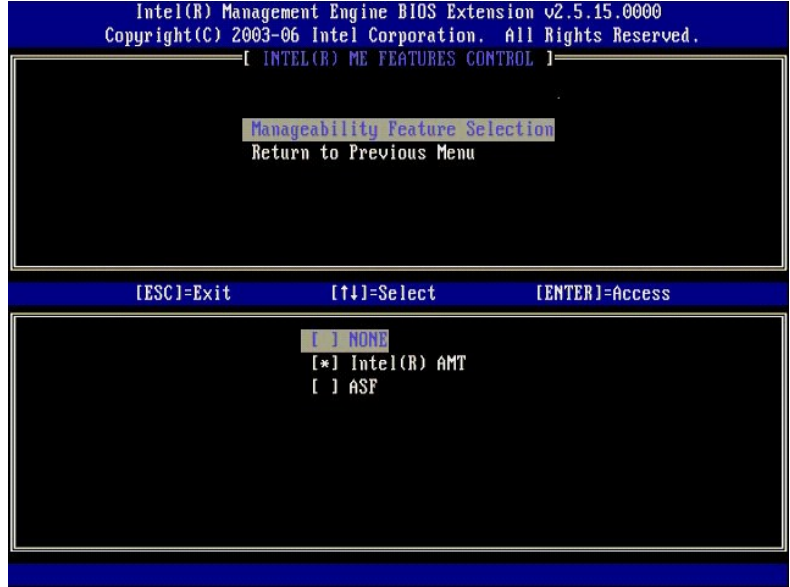 Intel(R) Management Engine BIOS Extension v2.5.15.0000
Copyright(C) 2003-06 Intel Corporation. All Rights Reserved.
[ INTEL(R) ME FEATURES CONTROL ]
Manageability Feature Selection
Return to Previous Menu
[ESC]=Exit [↑↓]=Select [ENTER]=Access
[ ] NONE
[*] Intel(R) AMT
[ ] ASF